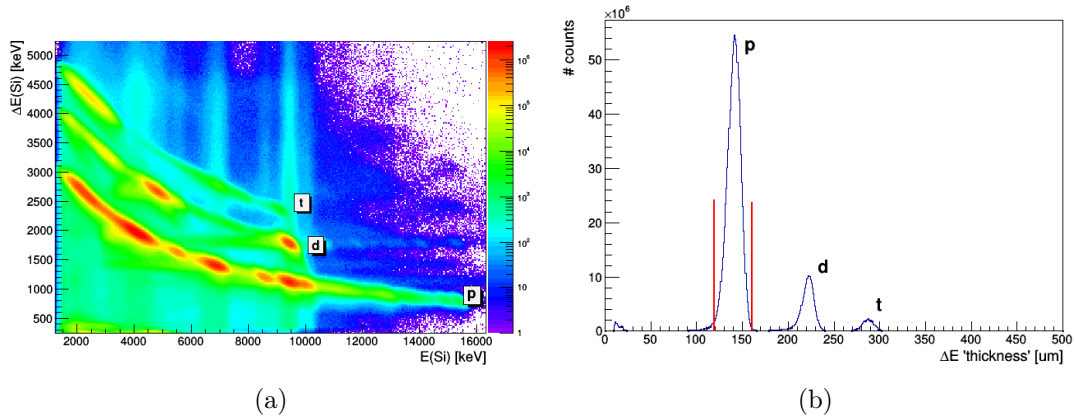 ΔE(Si) [keV]
5000
4500
4000
3500
3000
2500
2000
1500
1000
500
2000 4000 6000 8000 10000 12000 14000 16000
E(Si) [keV]
t
d
p
10⁶
10⁵
10⁴
10³
10²
10
1
(a)
×10⁶
# counts
50
40
30
20
10
0
0 50 100 150 200 250 300 350 400 450 500
ΔE 'thickness' [um]
p
d
t
(b)